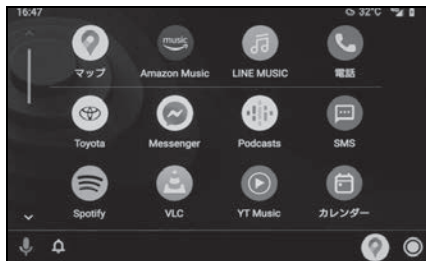 16:47 32°C
マップ Amazon Music LINE MUSIC 電話
Toyota Messenger Podcasts SMS
Spotify VLC YT Music カレンダー
music